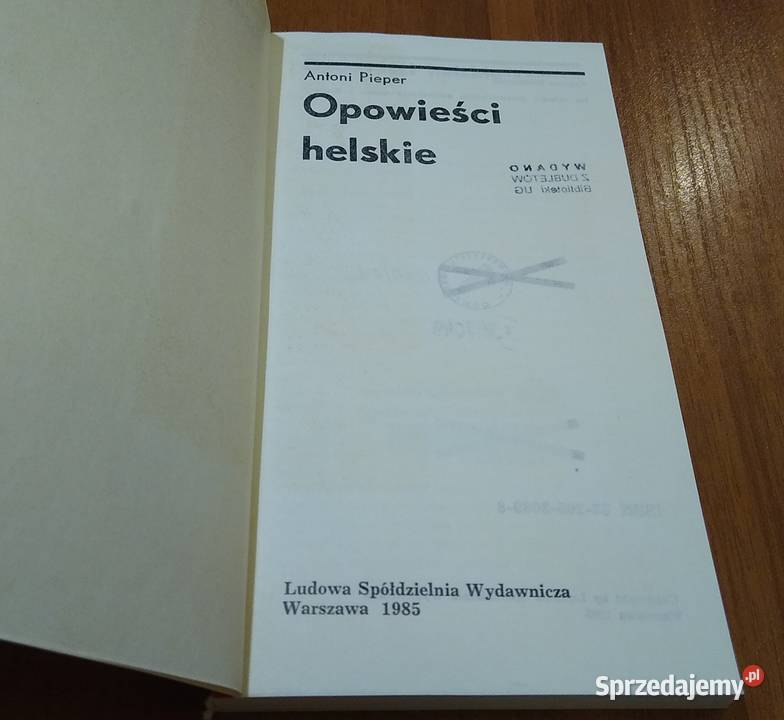 Antoni Pieper
Opowieści
helskie
WYDANO
Z DUBLETÓW
Biblioteki UG
Ludowa Spółdzielnia Wydawnicza
Warszawa 1985
Sprzedajemy.pl